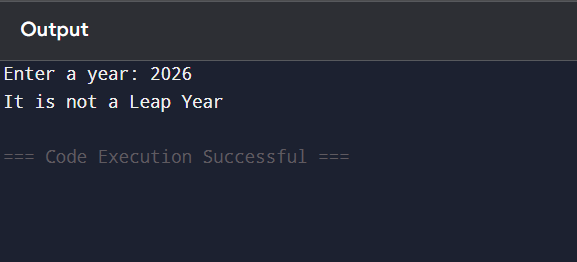 Output
Enter a year: 2026
It is not a Leap Year
=== Code Execution Successful ===